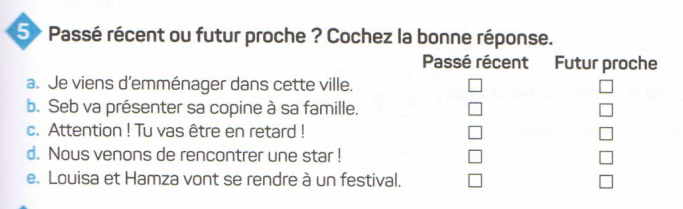 5 Passé récent ou futur proche ? Cochez la bonne réponse.
Passé récent Futur proche
a. Je viens d'emménager dans cette ville. ☐ ☐
b. Seb va présenter sa copine à sa famille. ☐ ☐
c. Attention ! Tu vas être en retard ! ☐ ☐
d. Nous venons de rencontrer une star ! ☐ ☐
e. Louisa et Hamza vont se rendre à un festival. ☐ ☐